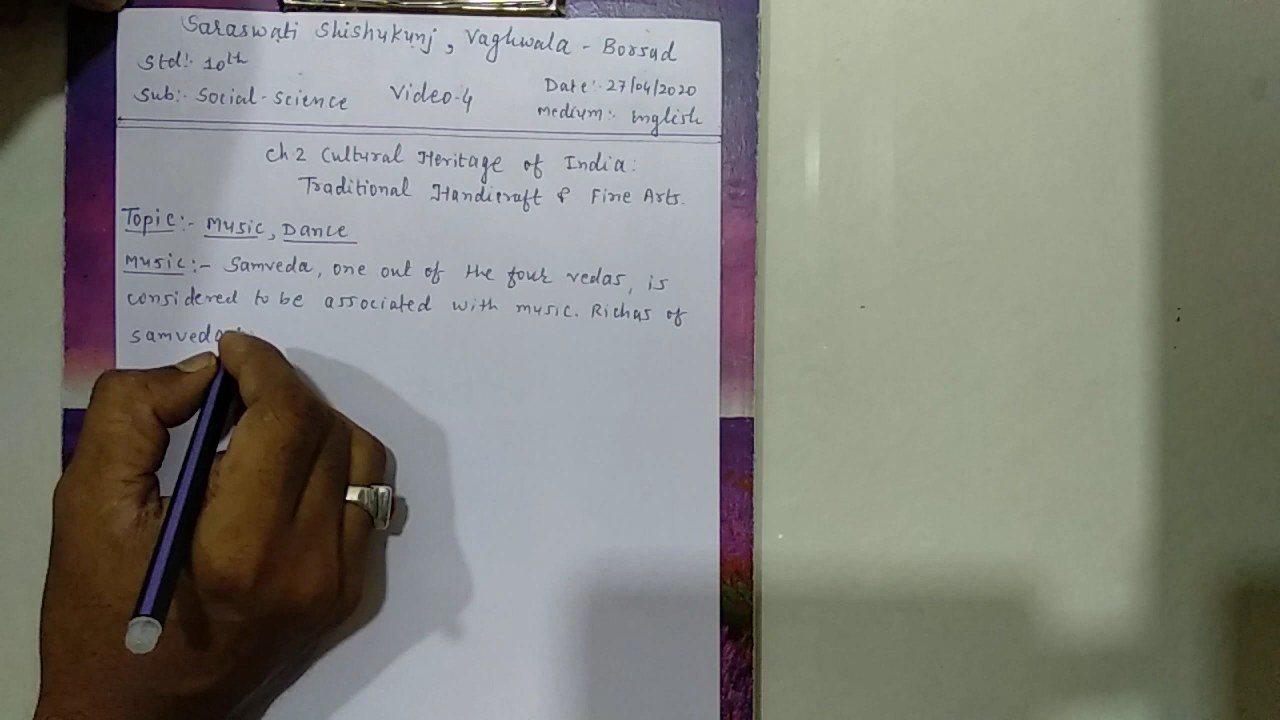 Saraswati Shishukunj, Vaghwala - Borsad
Std:- 10th
Date:- 27/04/2020
Sub:- Social-Science Video-4
medium:- English
Ch 2 Cultural Heritage of India:
Traditional Handicraft & Fine Arts.
Topic:- Music, Dance
Music:- Samveda, one out of the four vedas, is
considered to be associated with music. Richas of
samveda